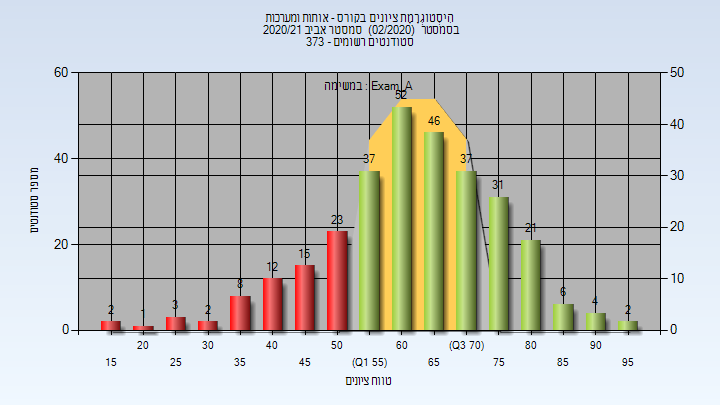 היסטוגרמת ציונים בקורס - אותות ומערכות
בסמסטר (02/2020) סמסטר אביב 2020/21
סטודנטים רשומים - 373
במשימה : Exam_A
60 40 20 0
50 40 30 20 10 0
מספר סטודנטים
2 1 3 2 8 12 15 23 37 52 46 37 31 21 6 4 2
20 30 40 50 60 (Q3 70) 80 90
15 25 35 45 (Q1 55) 65 75 85 95
טווח ציונים